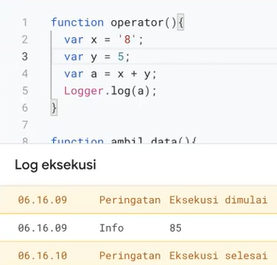 1 function operator(){
2 var x = '8';
3 var y = 5;
4 var a = x + y;
5 Logger.log(a);
6 }
7
8 function ambil_data(){
Log eksekusi
06.16.09 Peringatan Eksekusi dimulai
06.16.09 Info 85
06.16.10 Peringatan Eksekusi selesai